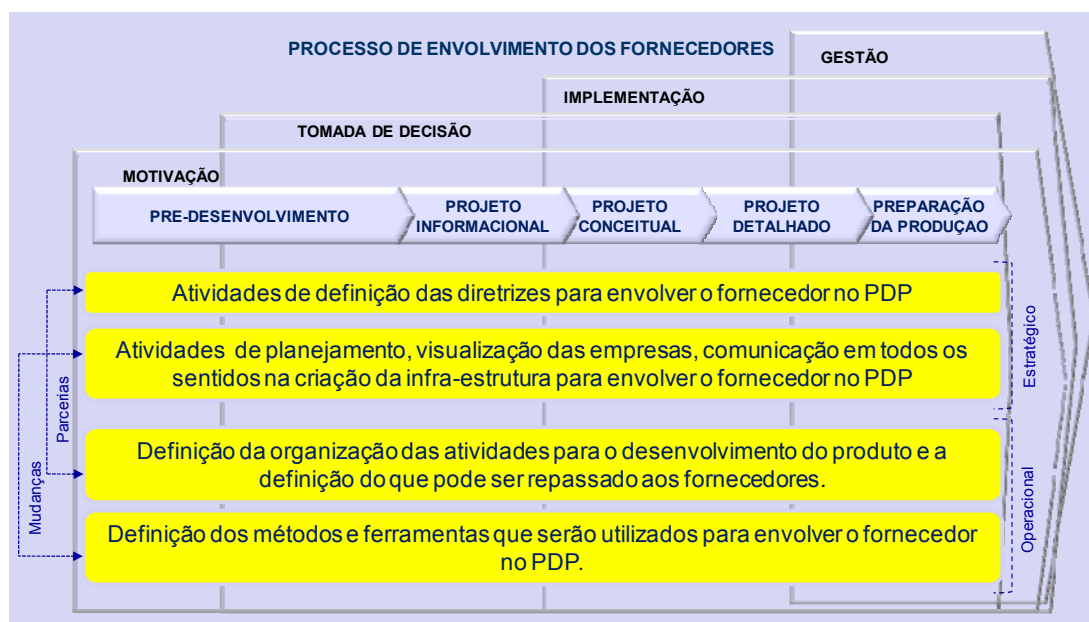 PROCESSO DE ENVOLVIMENTO DOS FORNECEDORES
GESTÃO
IMPLEMENTAÇÃO
TOMADA DE DECISÃO
MOTIVAÇÃO
PRE-DESENVOLVIMENTO
PROJETO
INFORMACIONAL
PROJETO
CONCEITUAL
PROJETO
DETALHADO
PREPARAÇÃO
DA PRODUÇAO
Atividades de definição das diretrizes para envolver o fornecedor no PDP
Atividades de planejamento, visualização das empresas, comunicação em todos os
sentidos na criação da infra-estrutura para envolver o fornecedor no PDP
Definição da organização das atividades para o desenvolvimento do produto e a
definição do que pode ser repassado aos fornecedores.
Definição dos métodos e ferramentas que serão utilizados para envolver o fornecedor
no PDP.
Parcerias
Mudanças
Estratégico
Operacional